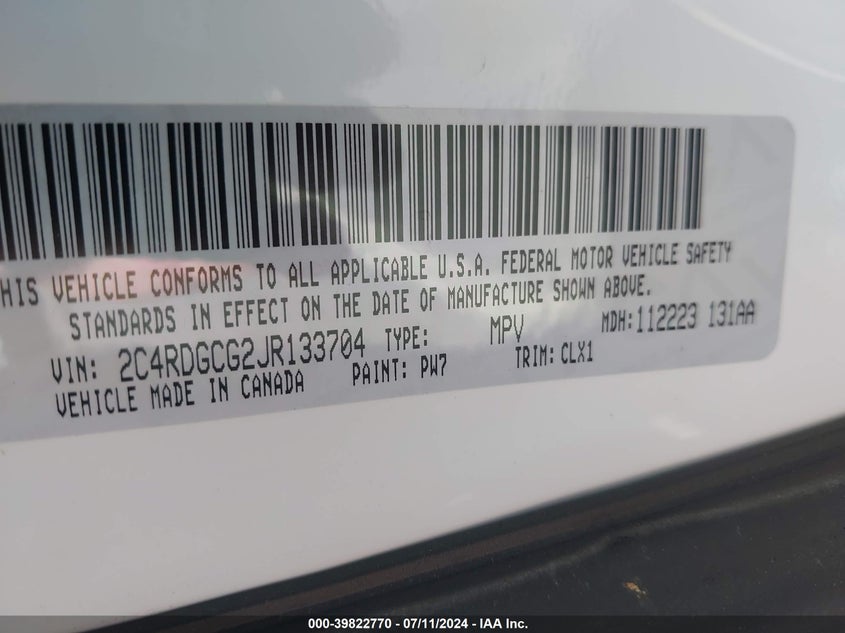 HIS VEHICLE CONFORMS TO ALL APPLICABLE U.S.A. FEDERAL MOTOR VEHICLE SAFETY
STANDARDS IN EFFECT ON THE DATE OF MANUFACTURE SHOWN ABOVE.
VIN: 2C4RDGCG2JR133704 TYPE: MPV MDH: 112223 131AA
VEHICLE MADE IN CANADA PAINT: PW7 TRIM: CLX1
000-39822770 - 07/11/2024 - IAA Inc.